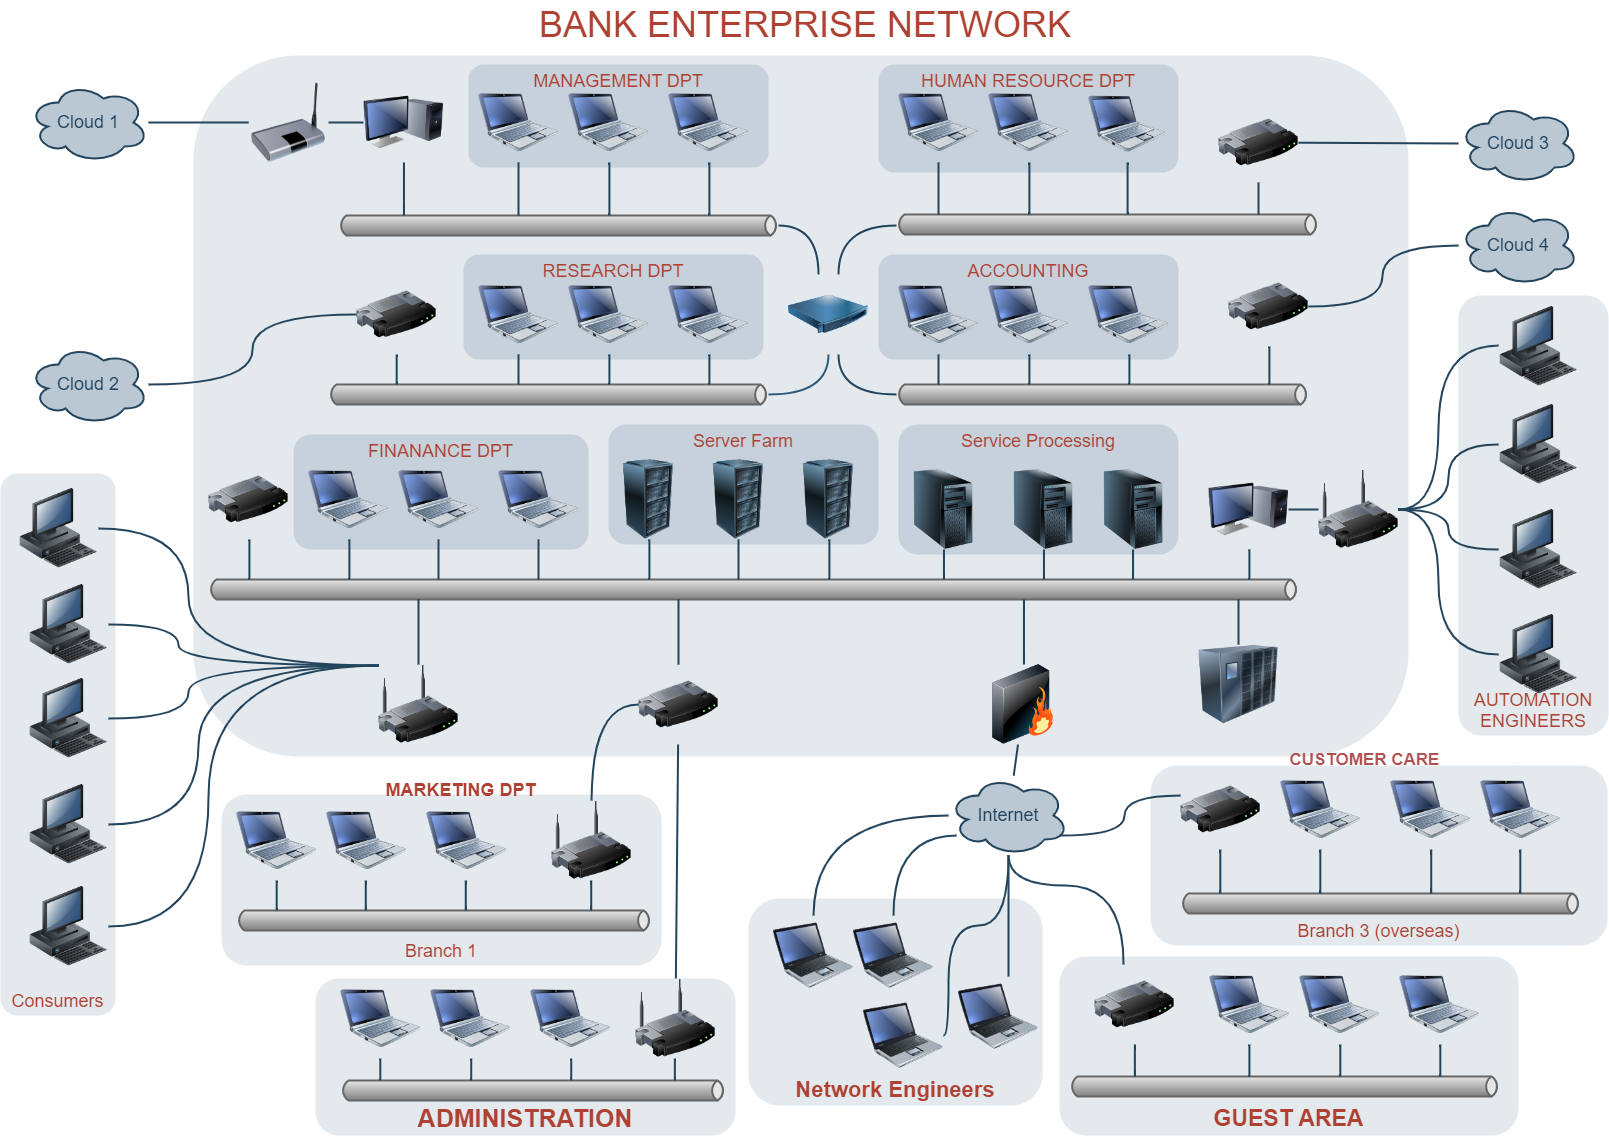 BANK ENTERPRISE NETWORK
MANAGEMENT DPT
HUMAN RESOURCE DPT
Cloud 1
Cloud 3
Cloud 4
RESEARCH DPT
ACCOUNTING
Cloud 2
FINANANCE DPT
Server Farm
Service Processing
AUTOMATION
ENGINEERS
Consumers
MARKETING DPT
Branch 1
Internet
CUSTOMER CARE
Branch 3 (overseas)
ADMINISTRATION
Network Engineers
GUEST AREA